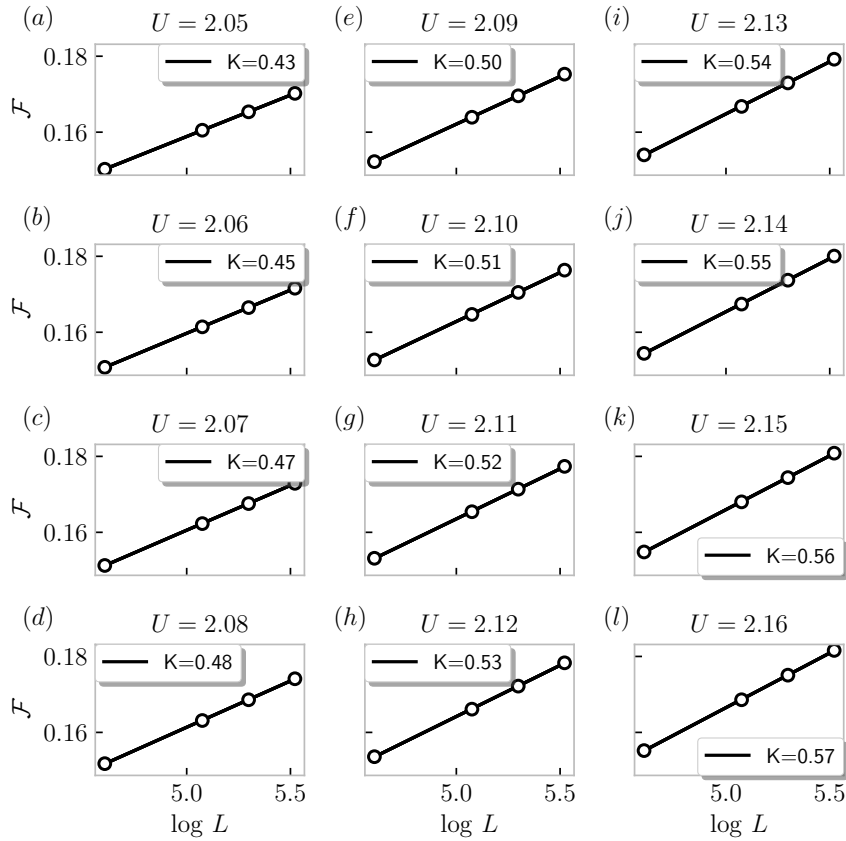 (a) U = 2.05
K=0.43
0.18
0.16
ℱ
(e) U = 2.09
K=0.50
(i) U = 2.13
K=0.54
(b) U = 2.06
K=0.45
0.18
0.16
ℱ
(f) U = 2.10
K=0.51
(j) U = 2.14
K=0.55
(c) U = 2.07
K=0.47
0.18
0.16
ℱ
(g) U = 2.11
K=0.52
(k) U = 2.15
K=0.56
(d) U = 2.08
K=0.48
0.18
0.16
ℱ
5.0 5.5
log L
(h) U = 2.12
K=0.53
5.0 5.5
log L
(l) U = 2.16
K=0.57
5.0 5.5
log L